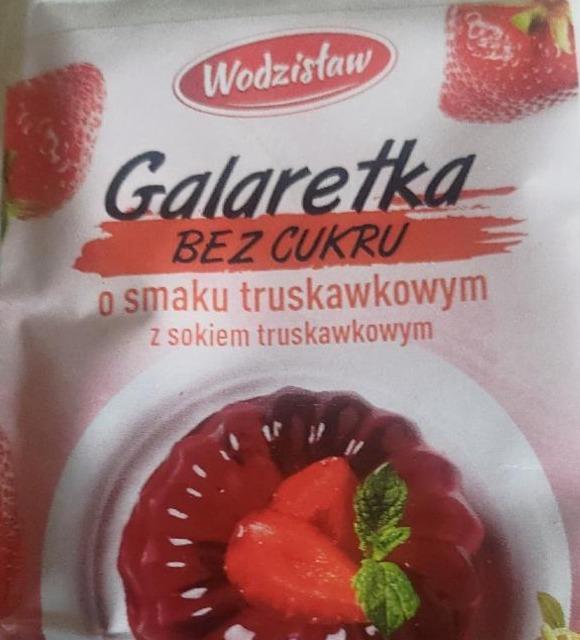 Wodzisław
Galaretka
BEZ CUKRU
o smaku truskawkowym
z sokiem truskawkowym